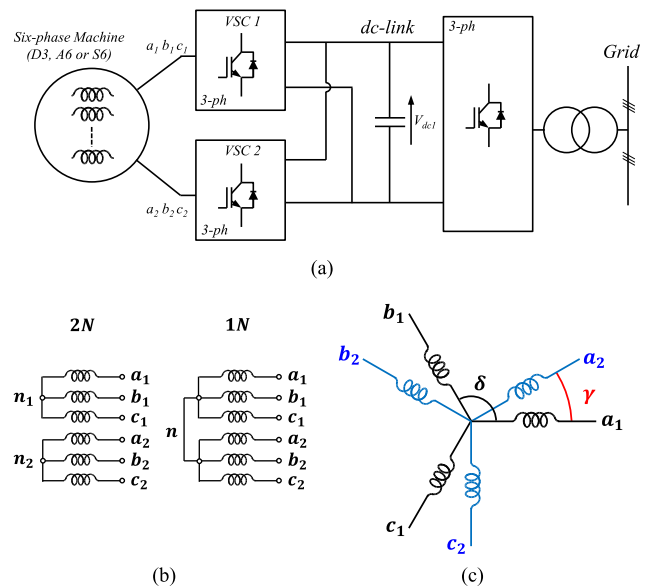 Six-phase Machine
(D3, A6 or S6)
a1 b1 c1
VSC 1
3-ph
a2 b2 c2
VSC 2
3-ph
dc-link
Vdc1
3-ph
Grid
(a)
2N
1N
n1
n2
a1
b1
c1
a2
b2
c2
n
a1
b1
c1
a2
b2
c2
(b)
b1
b2
a2
δ
γ
a1
c1
c2
(c)